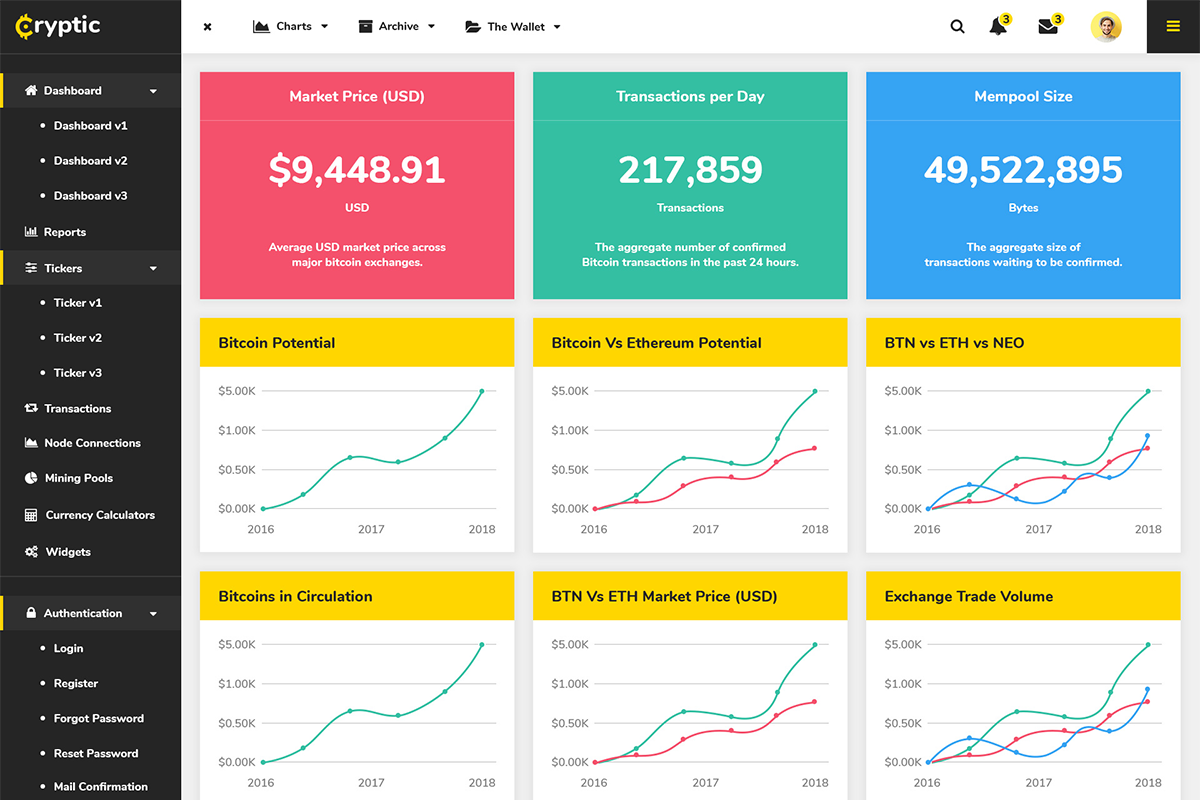 Cryptic
Charts
Archive
The Wallet
3
3
Dashboard
Dashboard v1
Dashboard v2
Dashboard v3
Reports
Tickers
Ticker v1
Ticker v2
Ticker v3
Transactions
Node Connections
Mining Pools
Currency Calculators
Widgets
Authentication
Login
Register
Forgot Password
Reset Password
Mail Confirmation
Market Price (USD)
$9,448.91
USD
Average USD market price across
major bitcoin exchanges.
Transactions per Day
217,859
Transactions
The aggregate number of confirmed
Bitcoin transactions in the past 24 hours.
Mempool Size
49,522,895
Bytes
The aggregate size of
transactions waiting to be confirmed.
Bitcoin Potential
$5.00K
$1.00K
$0.50K
$0.00K
2016 2017 2018
Bitcoin Vs Ethereum Potential
$5.00K
$1.00K
$0.50K
$0.00K
2016 2017 2018
BTN vs ETH vs NEO
$5.00K
$1.00K
$0.50K
$0.00K
2016 2017 2018
Bitcoins in Circulation
$5.00K
$1.00K
$0.50K
$0.00K
2016 2017 2018
BTN Vs ETH Market Price (USD)
$5.00K
$1.00K
$0.50K
$0.00K
2016 2017 2018
Exchange Trade Volume
$5.00K
$1.00K
$0.50K
$0.00K
2016 2017 2018